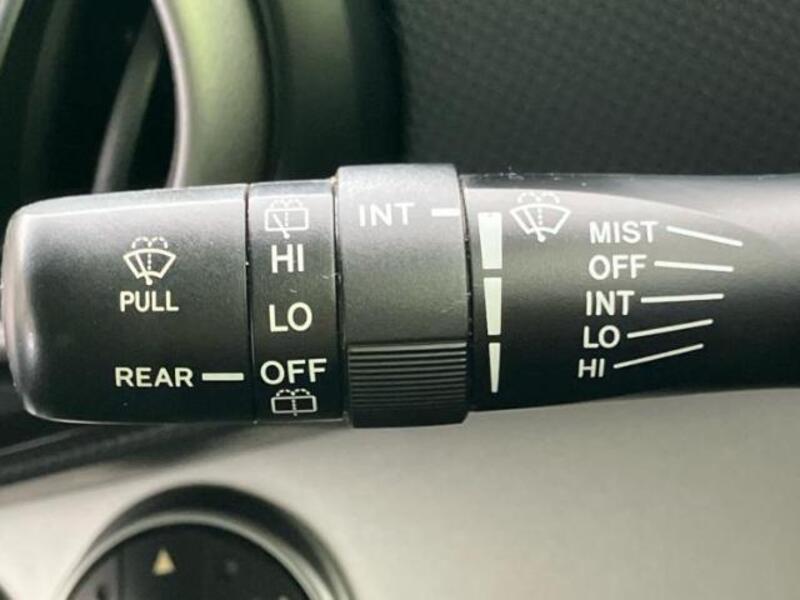 PULL
REAR
HI
LO
OFF
INT
MIST
OFF
INT
LO
HI